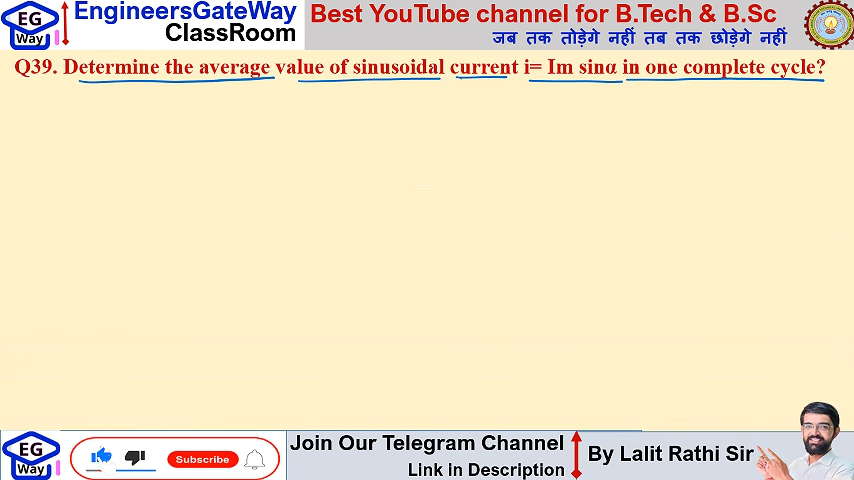 EG
Way
EngineersGateWay
ClassRoom
Best YouTube channel for B.Tech & B.Sc
जब तक तोड़ेगे नहीं तब तक छोड़ेगे नहीं
Q39. Determine the average value of sinusoidal current i= Im sinα in one complete cycle?
EG
Way
Subscribe
Join Our Telegram Channel
Link in Description
By Lalit Rathi Sir